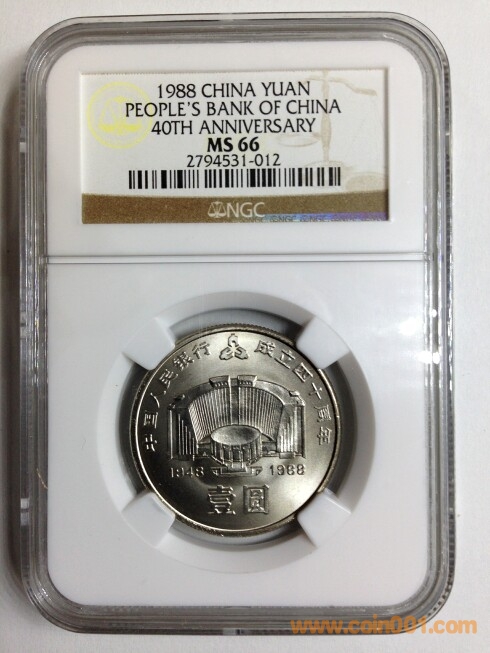 1988 CHINA YUAN
PEOPLE'S BANK OF CHINA
40TH ANNIVERSARY
MS 66
2794531-012
NGC
©NGC
中国人民银行 成立四十周年
1948 1988
壹圆
www.coin001.com